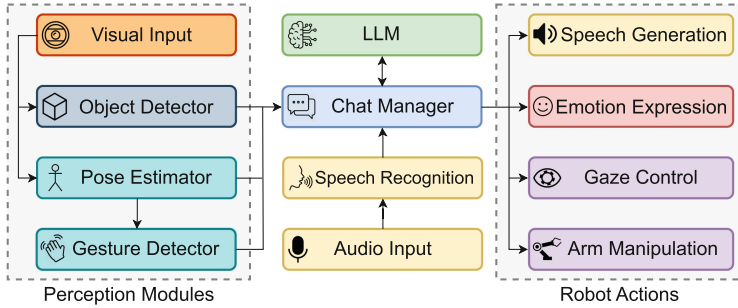 Visual Input
Object Detector
Pose Estimator
Gesture Detector
Perception Modules
LLM
Chat Manager
Speech Recognition
Audio Input
Speech Generation
Emotion Expression
Gaze Control
Arm Manipulation
Robot Actions